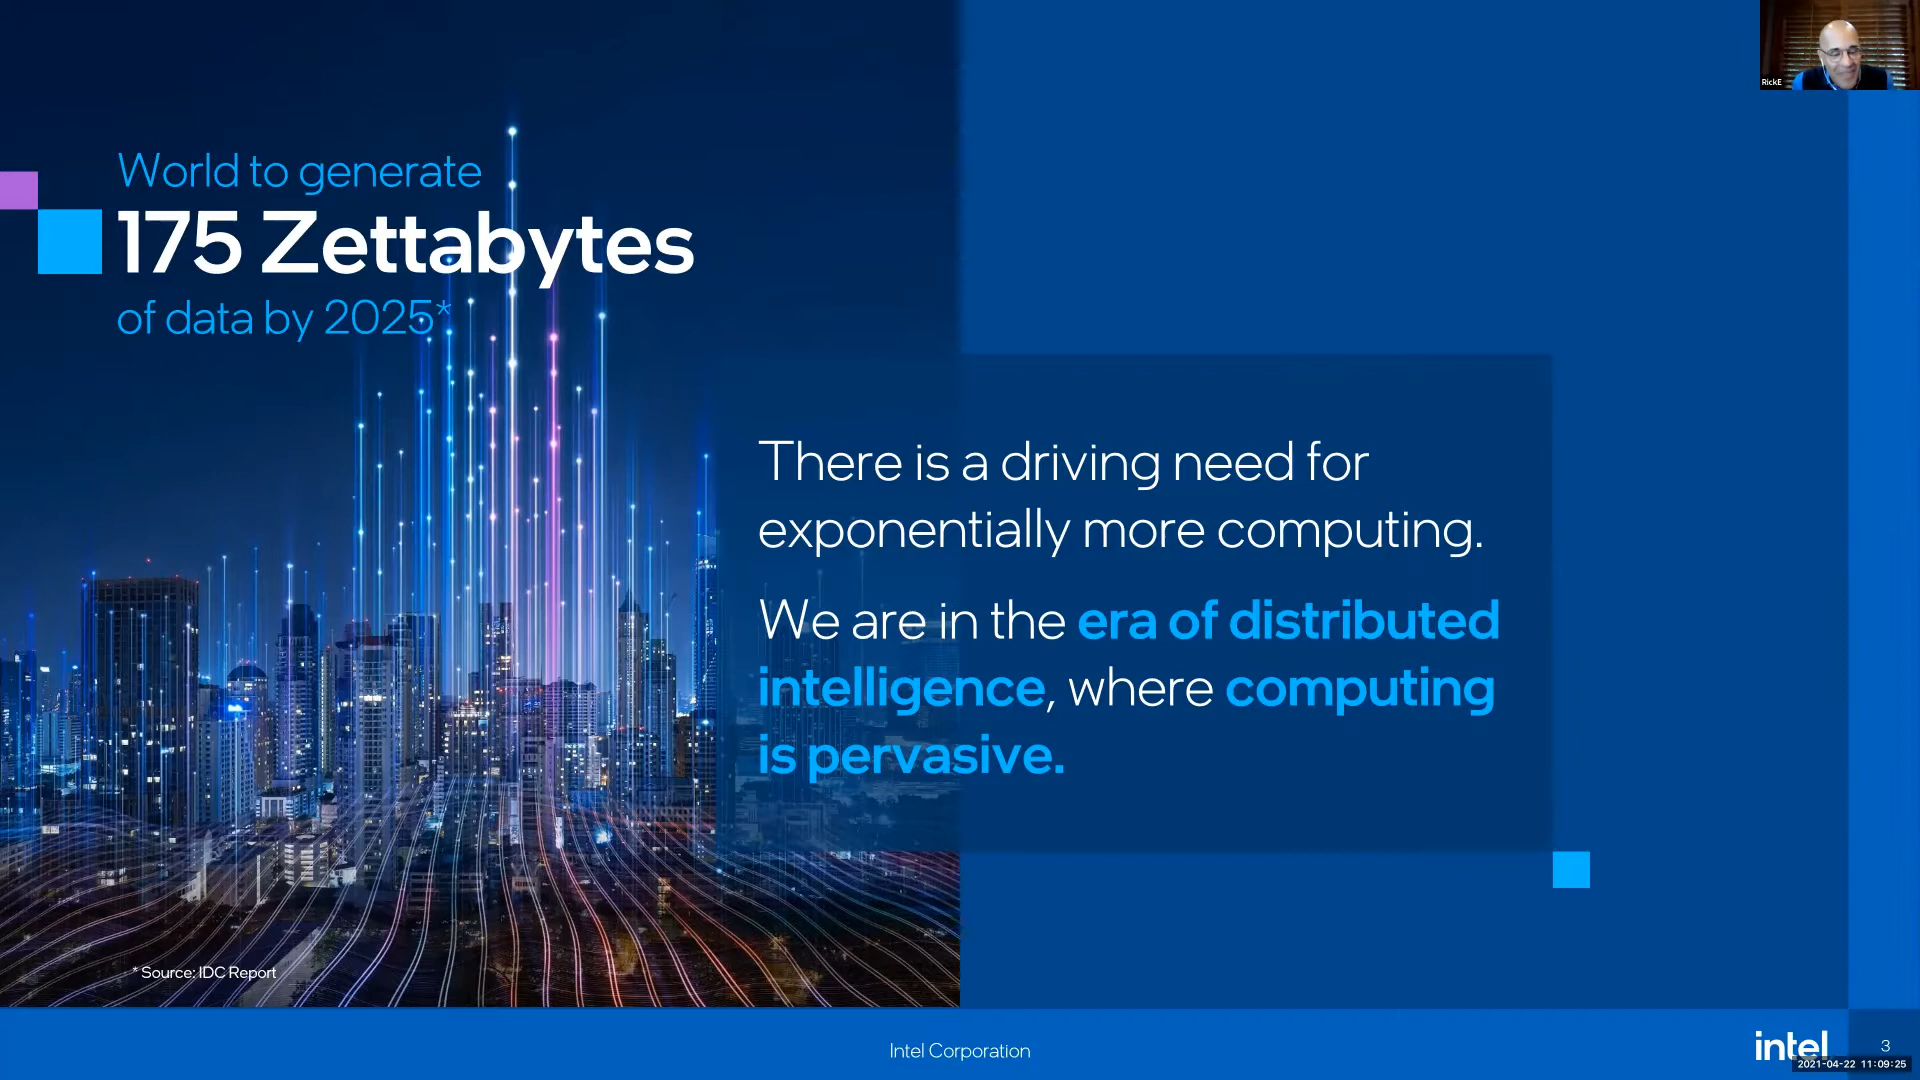 World to generate
175 Zettabytes
of data by 2025*
There is a driving need for
exponentially more computing.
We are in the era of distributed
intelligence, where computing
is pervasive.
* Source: IDC Report
Intel Corporation
intel
3
2021-04-22 11:09:25
RickE